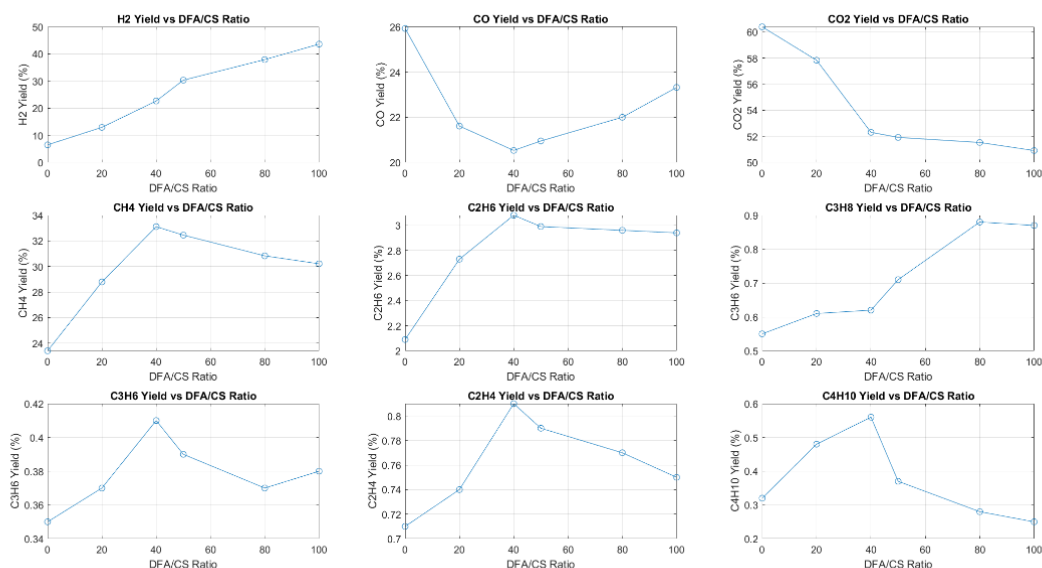 H2 Yield vs DFA/CS Ratio
50
40
30
20
10
0
H2 Yield (%)
0 20 40 60 80 100
DFA/CS Ratio
CO Yield vs DFA/CS Ratio
26
24
22
20
CO Yield (%)
0 20 40 60 80 100
DFA/CS Ratio
CO2 Yield vs DFA/CS Ratio
60
58
56
54
52
50
CO2 Yield (%)
0 20 40 60 80 100
DFA/CS Ratio
CH4 Yield vs DFA/CS Ratio
34
32
30
28
26
24
CH4 Yield (%)
0 20 40 60 80 100
DFA/CS Ratio
C2H6 Yield vs DFA/CS Ratio
3
2.8
2.6
2.4
2.2
2
C2H6 Yield (%)
0 20 40 60 80 100
DFA/CS Ratio
C3H8 Yield vs DFA/CS Ratio
0.9
0.8
0.7
0.6
0.5
C3H6 Yield (%)
0 20 40 60 80 100
DFA/CS Ratio
C3H6 Yield vs DFA/CS Ratio
0.42
0.4
0.38
0.36
0.34
C3H6 Yield (%)
0 20 40 60 80 100
DFA/CS Ratio
C2H4 Yield vs DFA/CS Ratio
0.8
0.78
0.76
0.74
0.72
0.7
C2H4 Yield (%)
0 20 40 60 80 100
DFA/CS Ratio
C4H10 Yield vs DFA/CS Ratio
0.6
0.5
0.4
0.3
0.2
C4H10 Yield (%)
0 20 40 60 80 100
DFA/CS Ratio